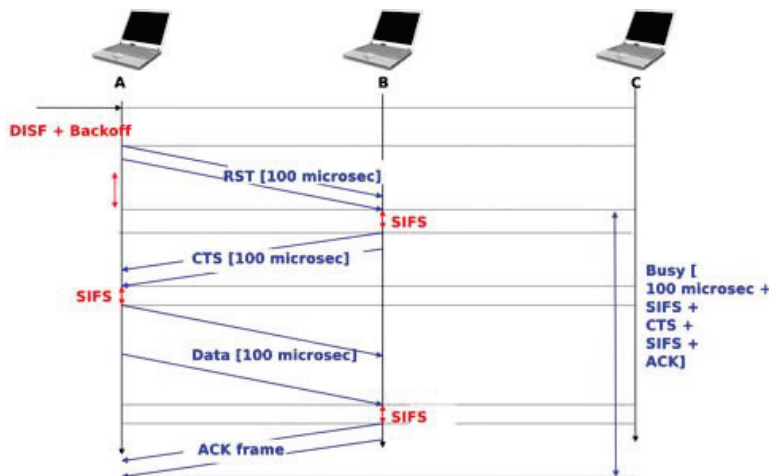 A
B
C
DISF + Backoff
RST [100 microsec]
SIFS
CTS [100 microsec]
SIFS
Busy [
100 microsec +
SIFS +
CTS +
SIFS +
ACK]
Data [100 microsec]
SIFS
ACK frame